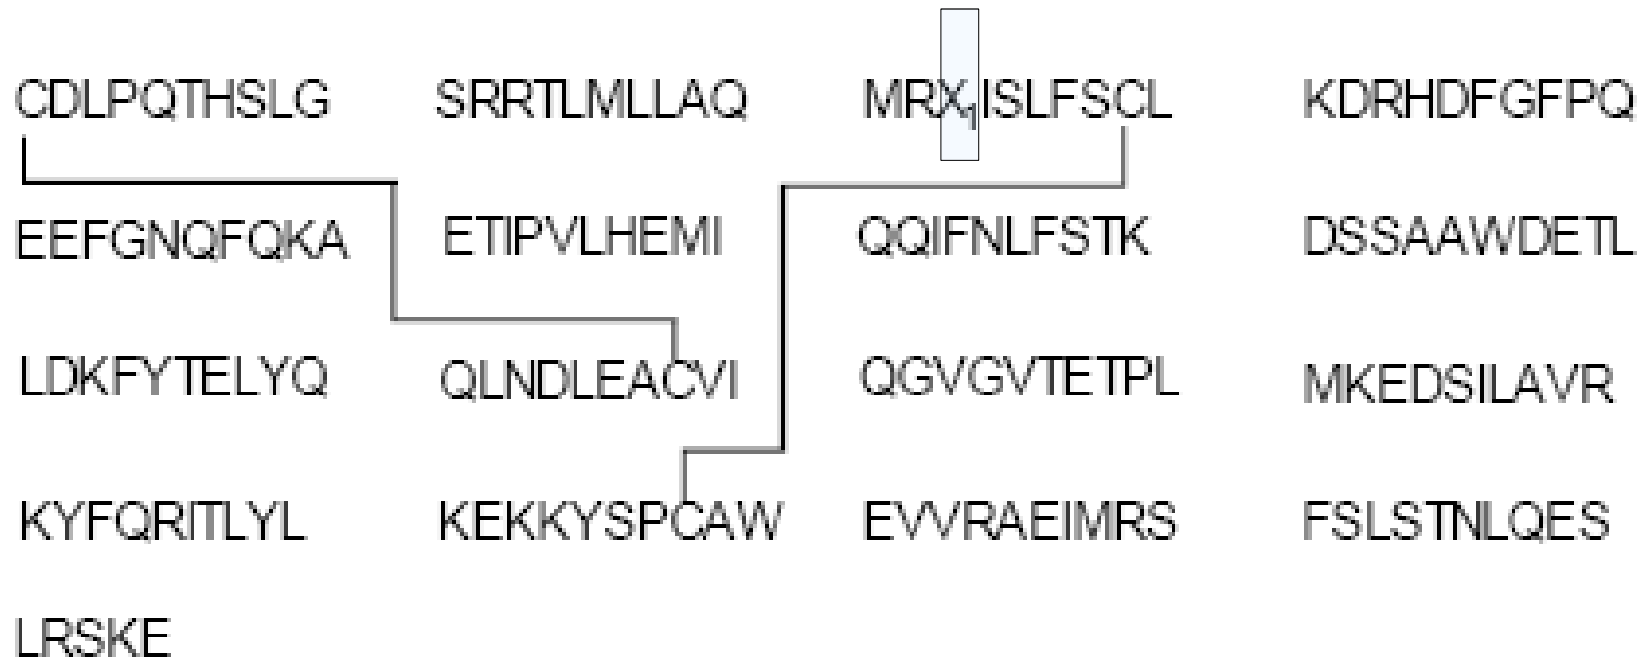 CDLPQTHSLG SRRTLMLLAQ MRX₁ISLFSCL KDRHDFGFPQ
EEFGNQFQKA ETIPVLHEMI QQIFNLFSTK DSSAAWDETL
LDKFYTELYQ QLNDLEACVI QGVGVTETPL MKEDSILAVR
KYFQRITLYL KEKKYSPCAW EVVRAEIMRS FSLSTNLQES
LRSKE